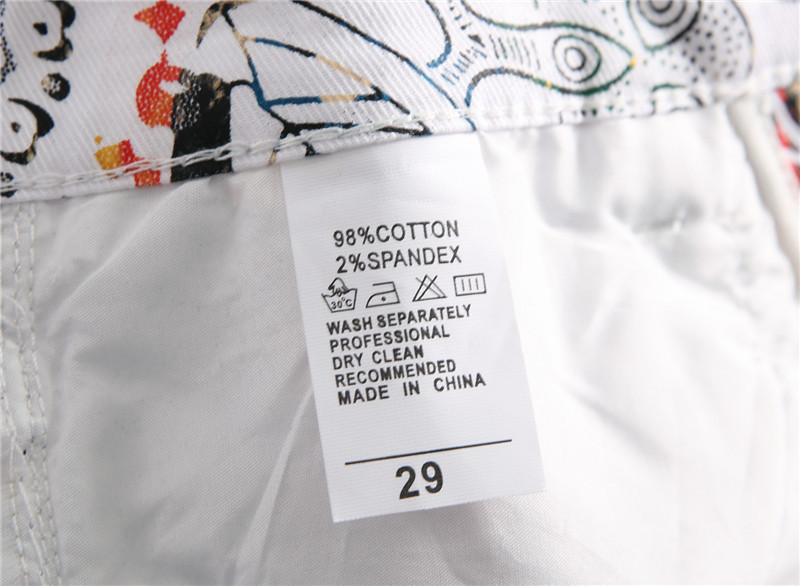 98%COTTON
2%SPANDEX
30°C
WASH SEPARATELY
PROFESSIONAL
DRY CLEAN
RECOMMENDED
MADE IN CHINA
29